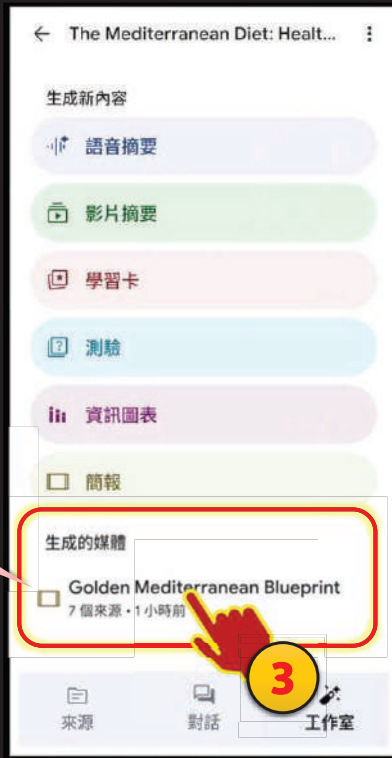 The Mediterranean Diet: Healt...
生成新內容
語音摘要
影片摘要
學習卡
測驗
資訊圖表
簡報
生成的媒體
Golden Mediterranean Blueprint
7 個來源・1 小時前
3
來源
對話
工作室